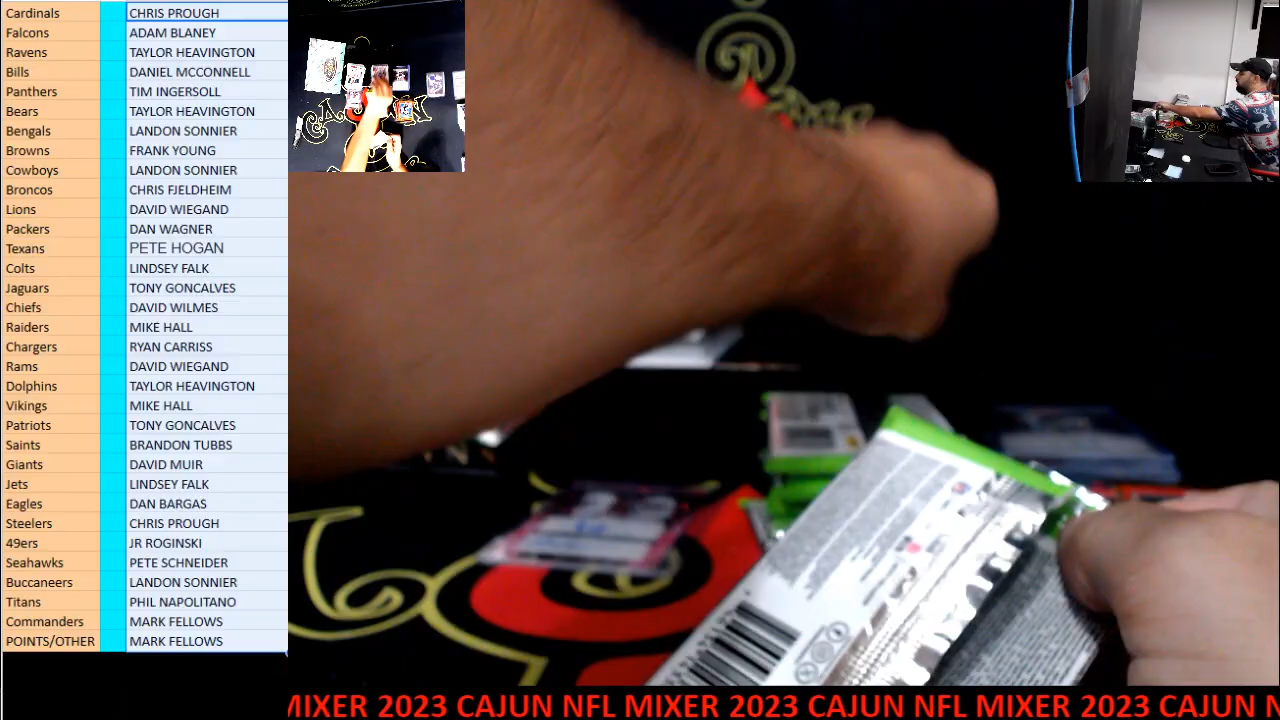 Cardinals CHRIS PROUGH
Falcons ADAM BLANEY
Ravens TAYLOR HEAVINGTON
Bills DANIEL MCCONNELL
Panthers TIM INGERSOLL
Bears TAYLOR HEAVINGTON
Bengals LANDON SONNIER
Browns FRANK YOUNG
Cowboys LANDON SONNIER
Broncos CHRIS FJELDHEIM
Lions DAVID WIEGAND
Packers DAN WAGNER
Texans PETE HOGAN
Colts LINDSEY FALK
Jaguars TONY GONCALVES
Chiefs DAVID WILMES
Raiders MIKE HALL
Chargers RYAN CARRISS
Rams DAVID WIEGAND
Dolphins TAYLOR HEAVINGTON
Vikings MIKE HALL
Patriots TONY GONCALVES
Saints BRANDON TUBBS
Giants DAVID MUIR
Jets LINDSEY FALK
Eagles DAN BARGAS
Steelers CHRIS PROUGH
49ers JR ROGINSKI
Seahawks PETE SCHNEIDER
Buccaneers LANDON SONNIER
Titans PHIL NAPOLITANO
Commanders MARK FELLOWS
POINTS/OTHER MARK FELLOWS
MIXER 2023 CAJUN NFL MIXER 2023 CAJUN NFL MIXER 2023 CAJUN N